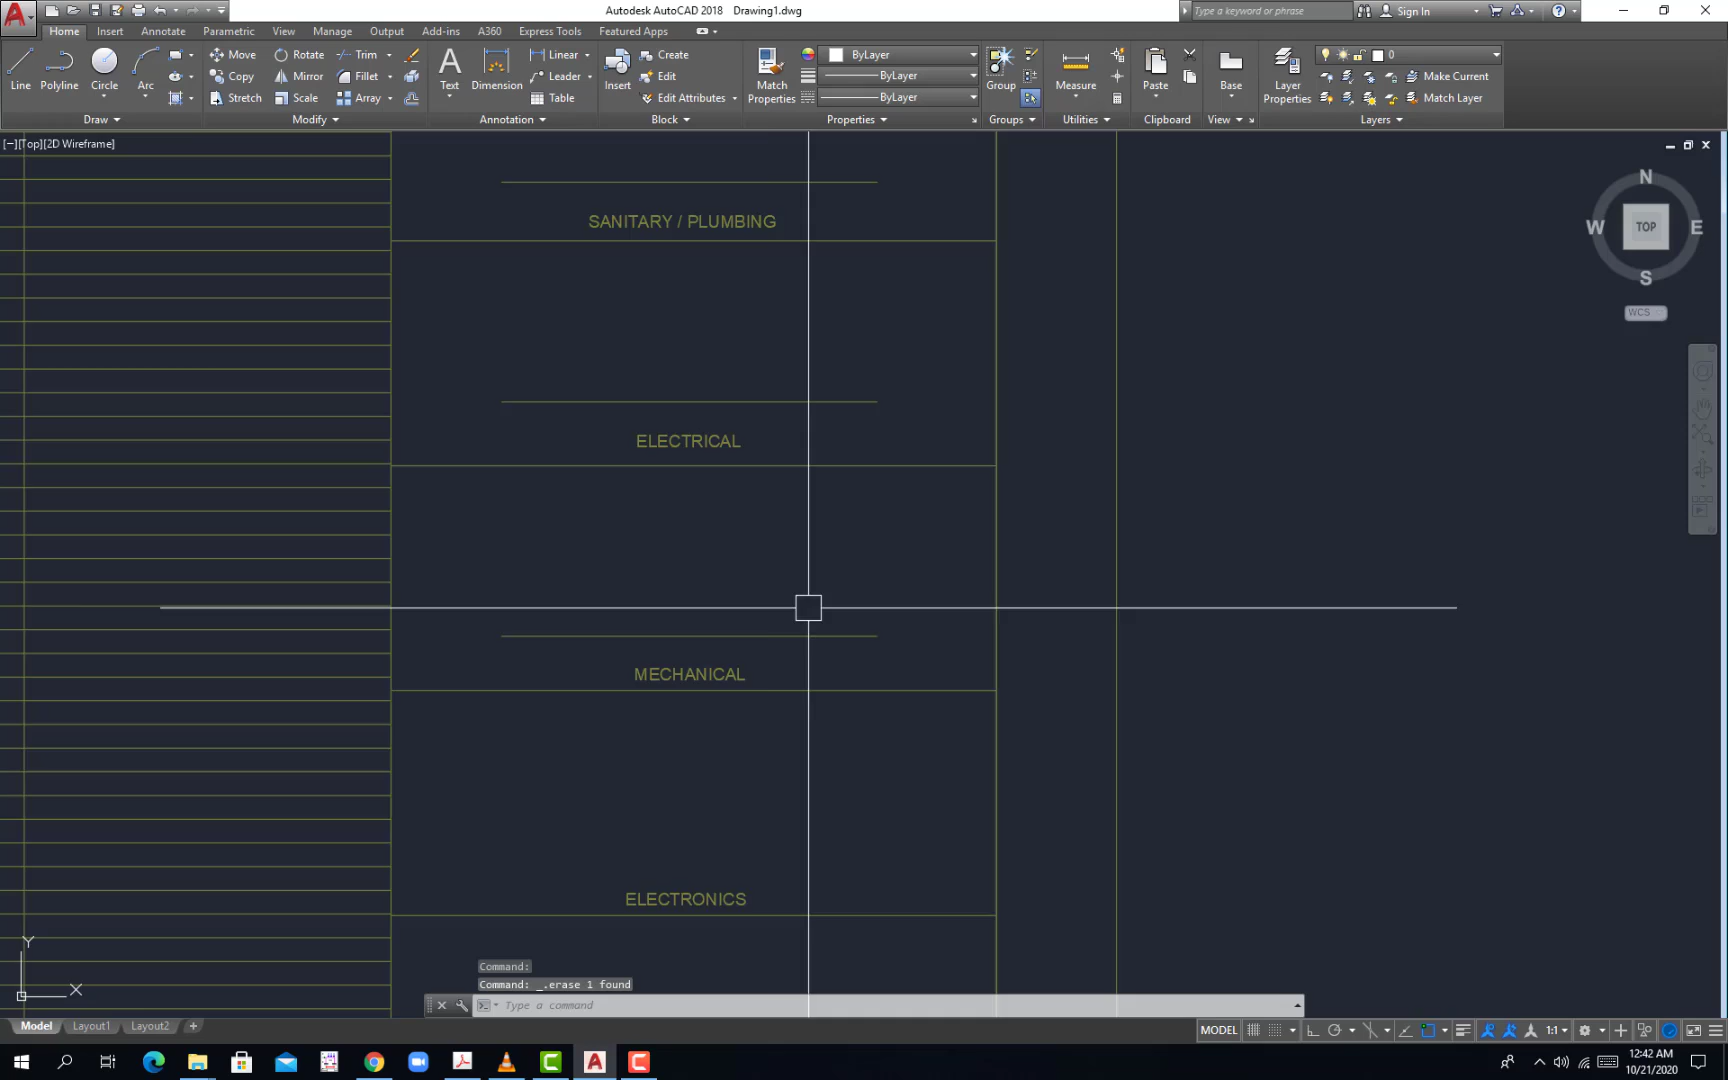 Autodesk AutoCAD 2018 Drawing1.dwg
Type a keyword or phrase
Sign In
Home Insert Annotate Parametric View Manage Output Add-ins A360 Express Tools Featured Apps
Line Polyline Circle Arc
Draw
Move Rotate Trim
Copy Mirror Fillet
Stretch Scale Array
Modify
Text Dimension
Linear
Leader
Table
Annotation
Insert
Create
Edit
Edit Attributes
Block
Match Properties
ByLayer
ByLayer
ByLayer
Properties
Group
Groups
Measure
Utilities
Paste
Clipboard
Base
View
Layer Properties
0
Make Current
Match Layer
Layers
[−][Top][2D Wireframe]
N
W TOP E
S
WCS
SANITARY / PLUMBING
ELECTRICAL
MECHANICAL
ELECTRONICS
Y
X
Command:
Command: _.erase 1 found
Type a command
Model Layout1 Layout2 +
MODEL 1:1
12:42 AM
10/21/2020